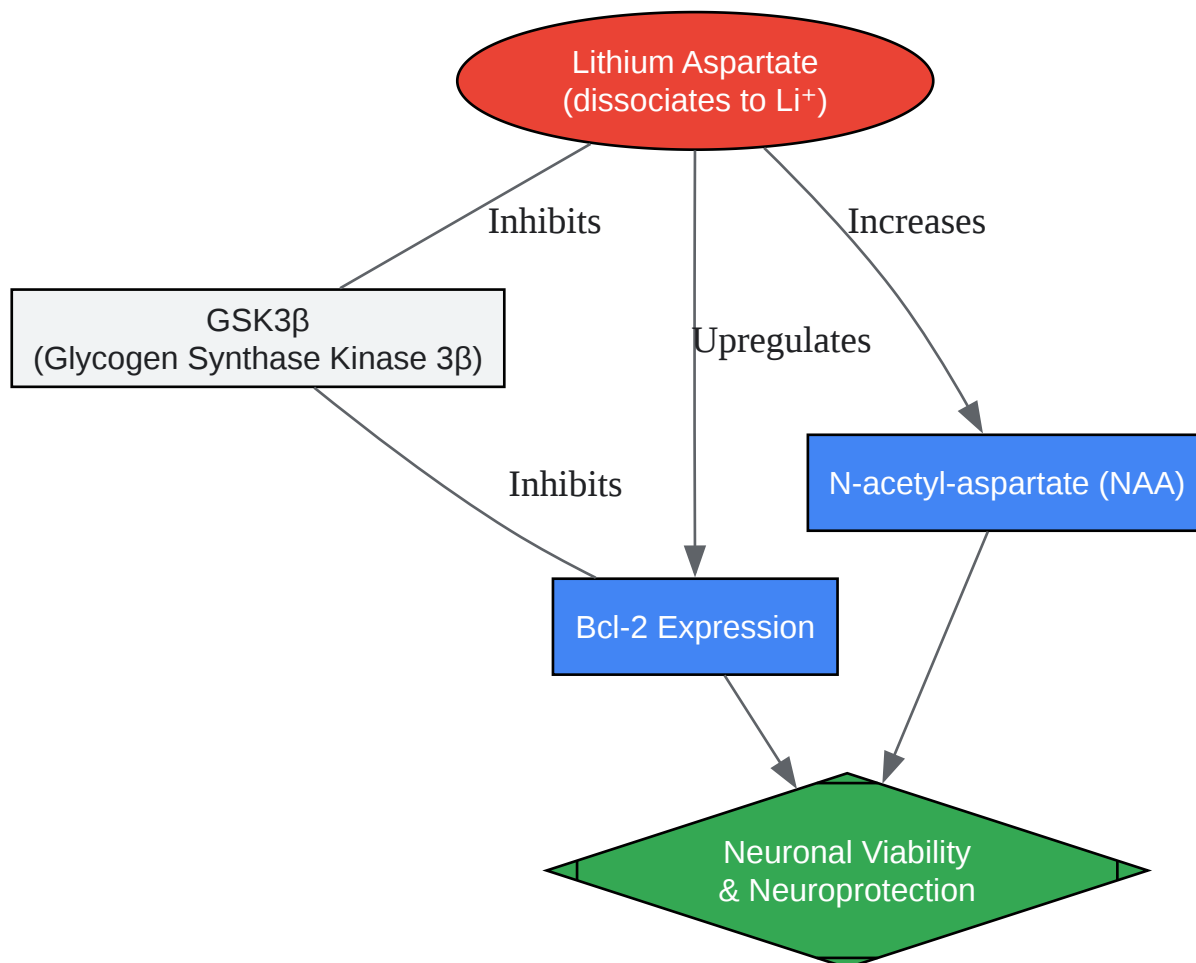 Lithium Aspartate
(dissociates to Li⁺)
Inhibits
Increases
GSK3β
(Glycogen Synthase Kinase 3β)
Upregulates
Inhibits
N-acetyl-aspartate (NAA)
Bcl-2 Expression
Neuronal Viability
& Neuroprotection